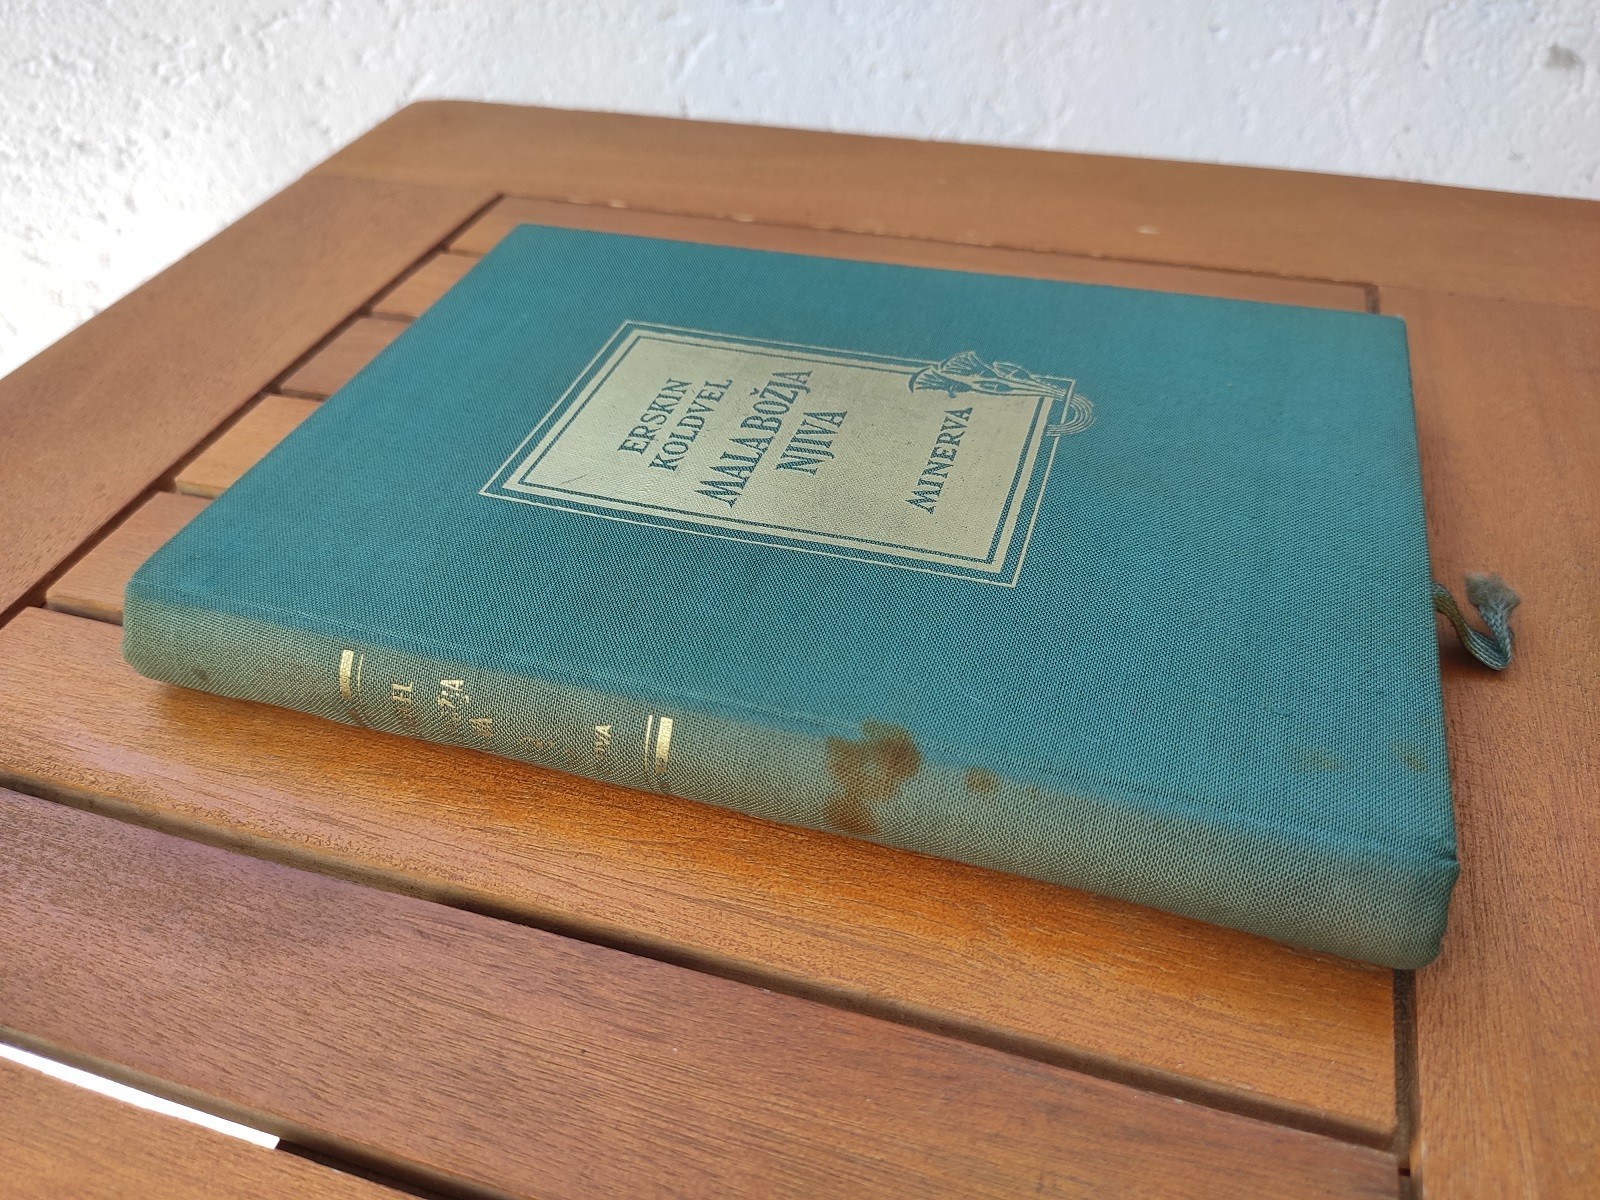 ERSKIN
KOLDVEL
MALA BOŽJA
NJIVA
MINERVA